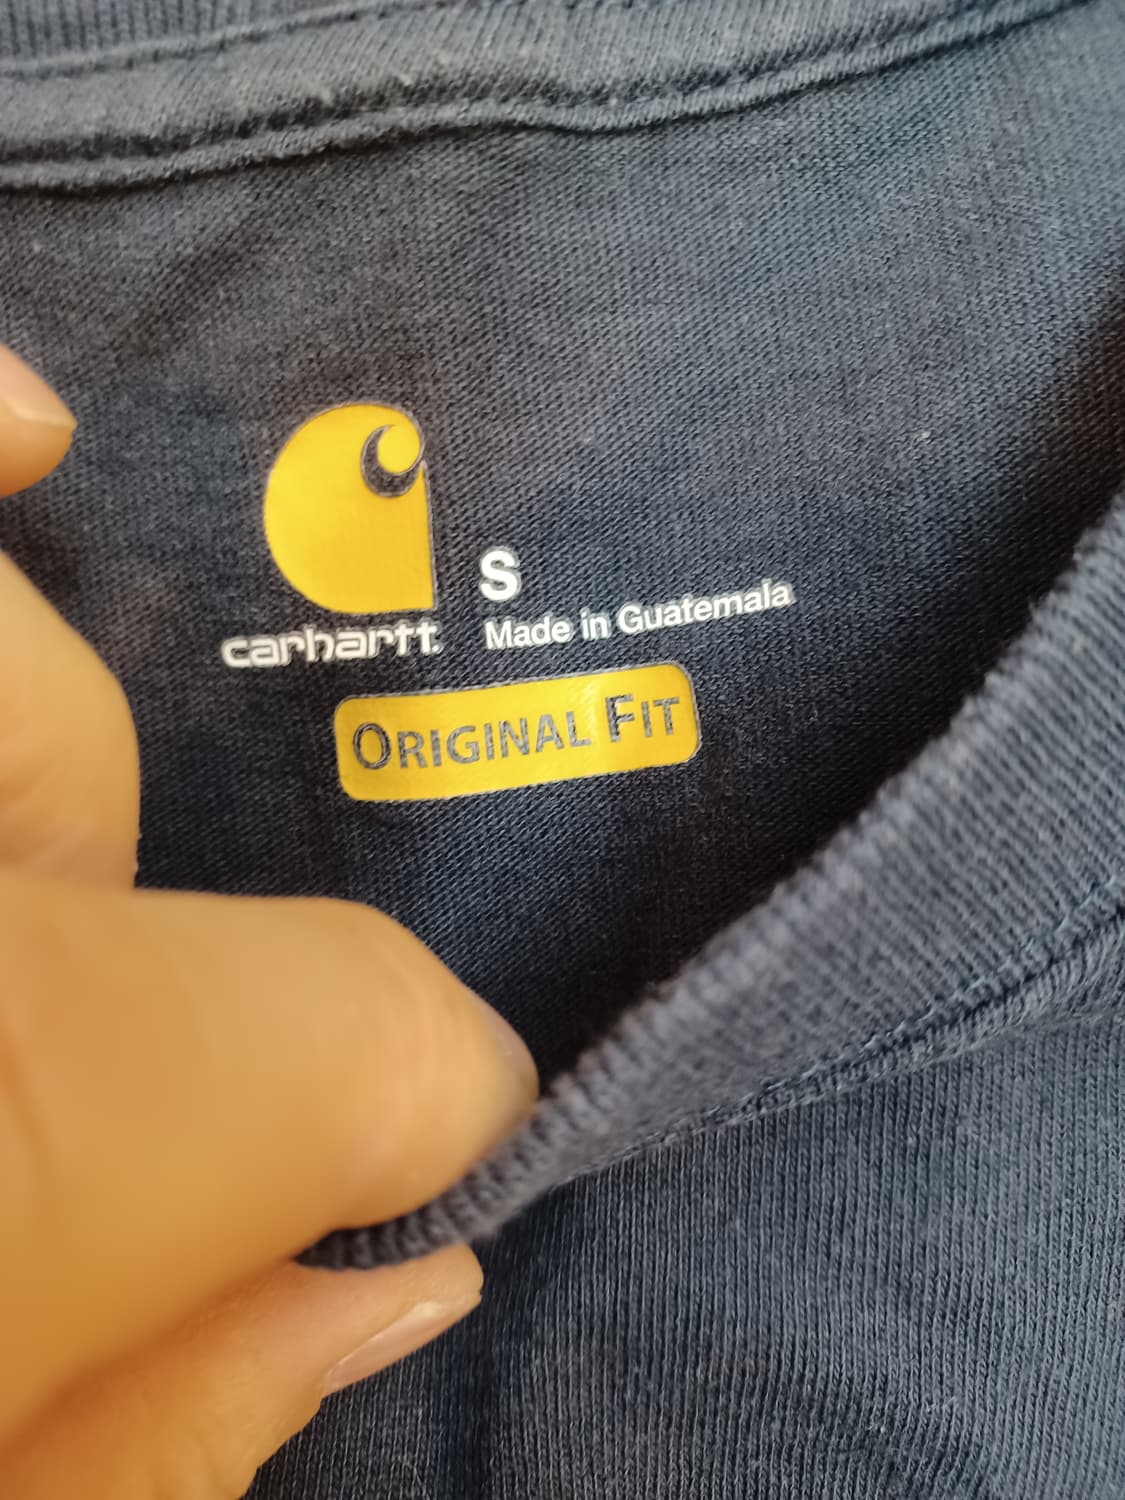 S
carhartt.
Made in Guatemala
ORIGINAL FIT